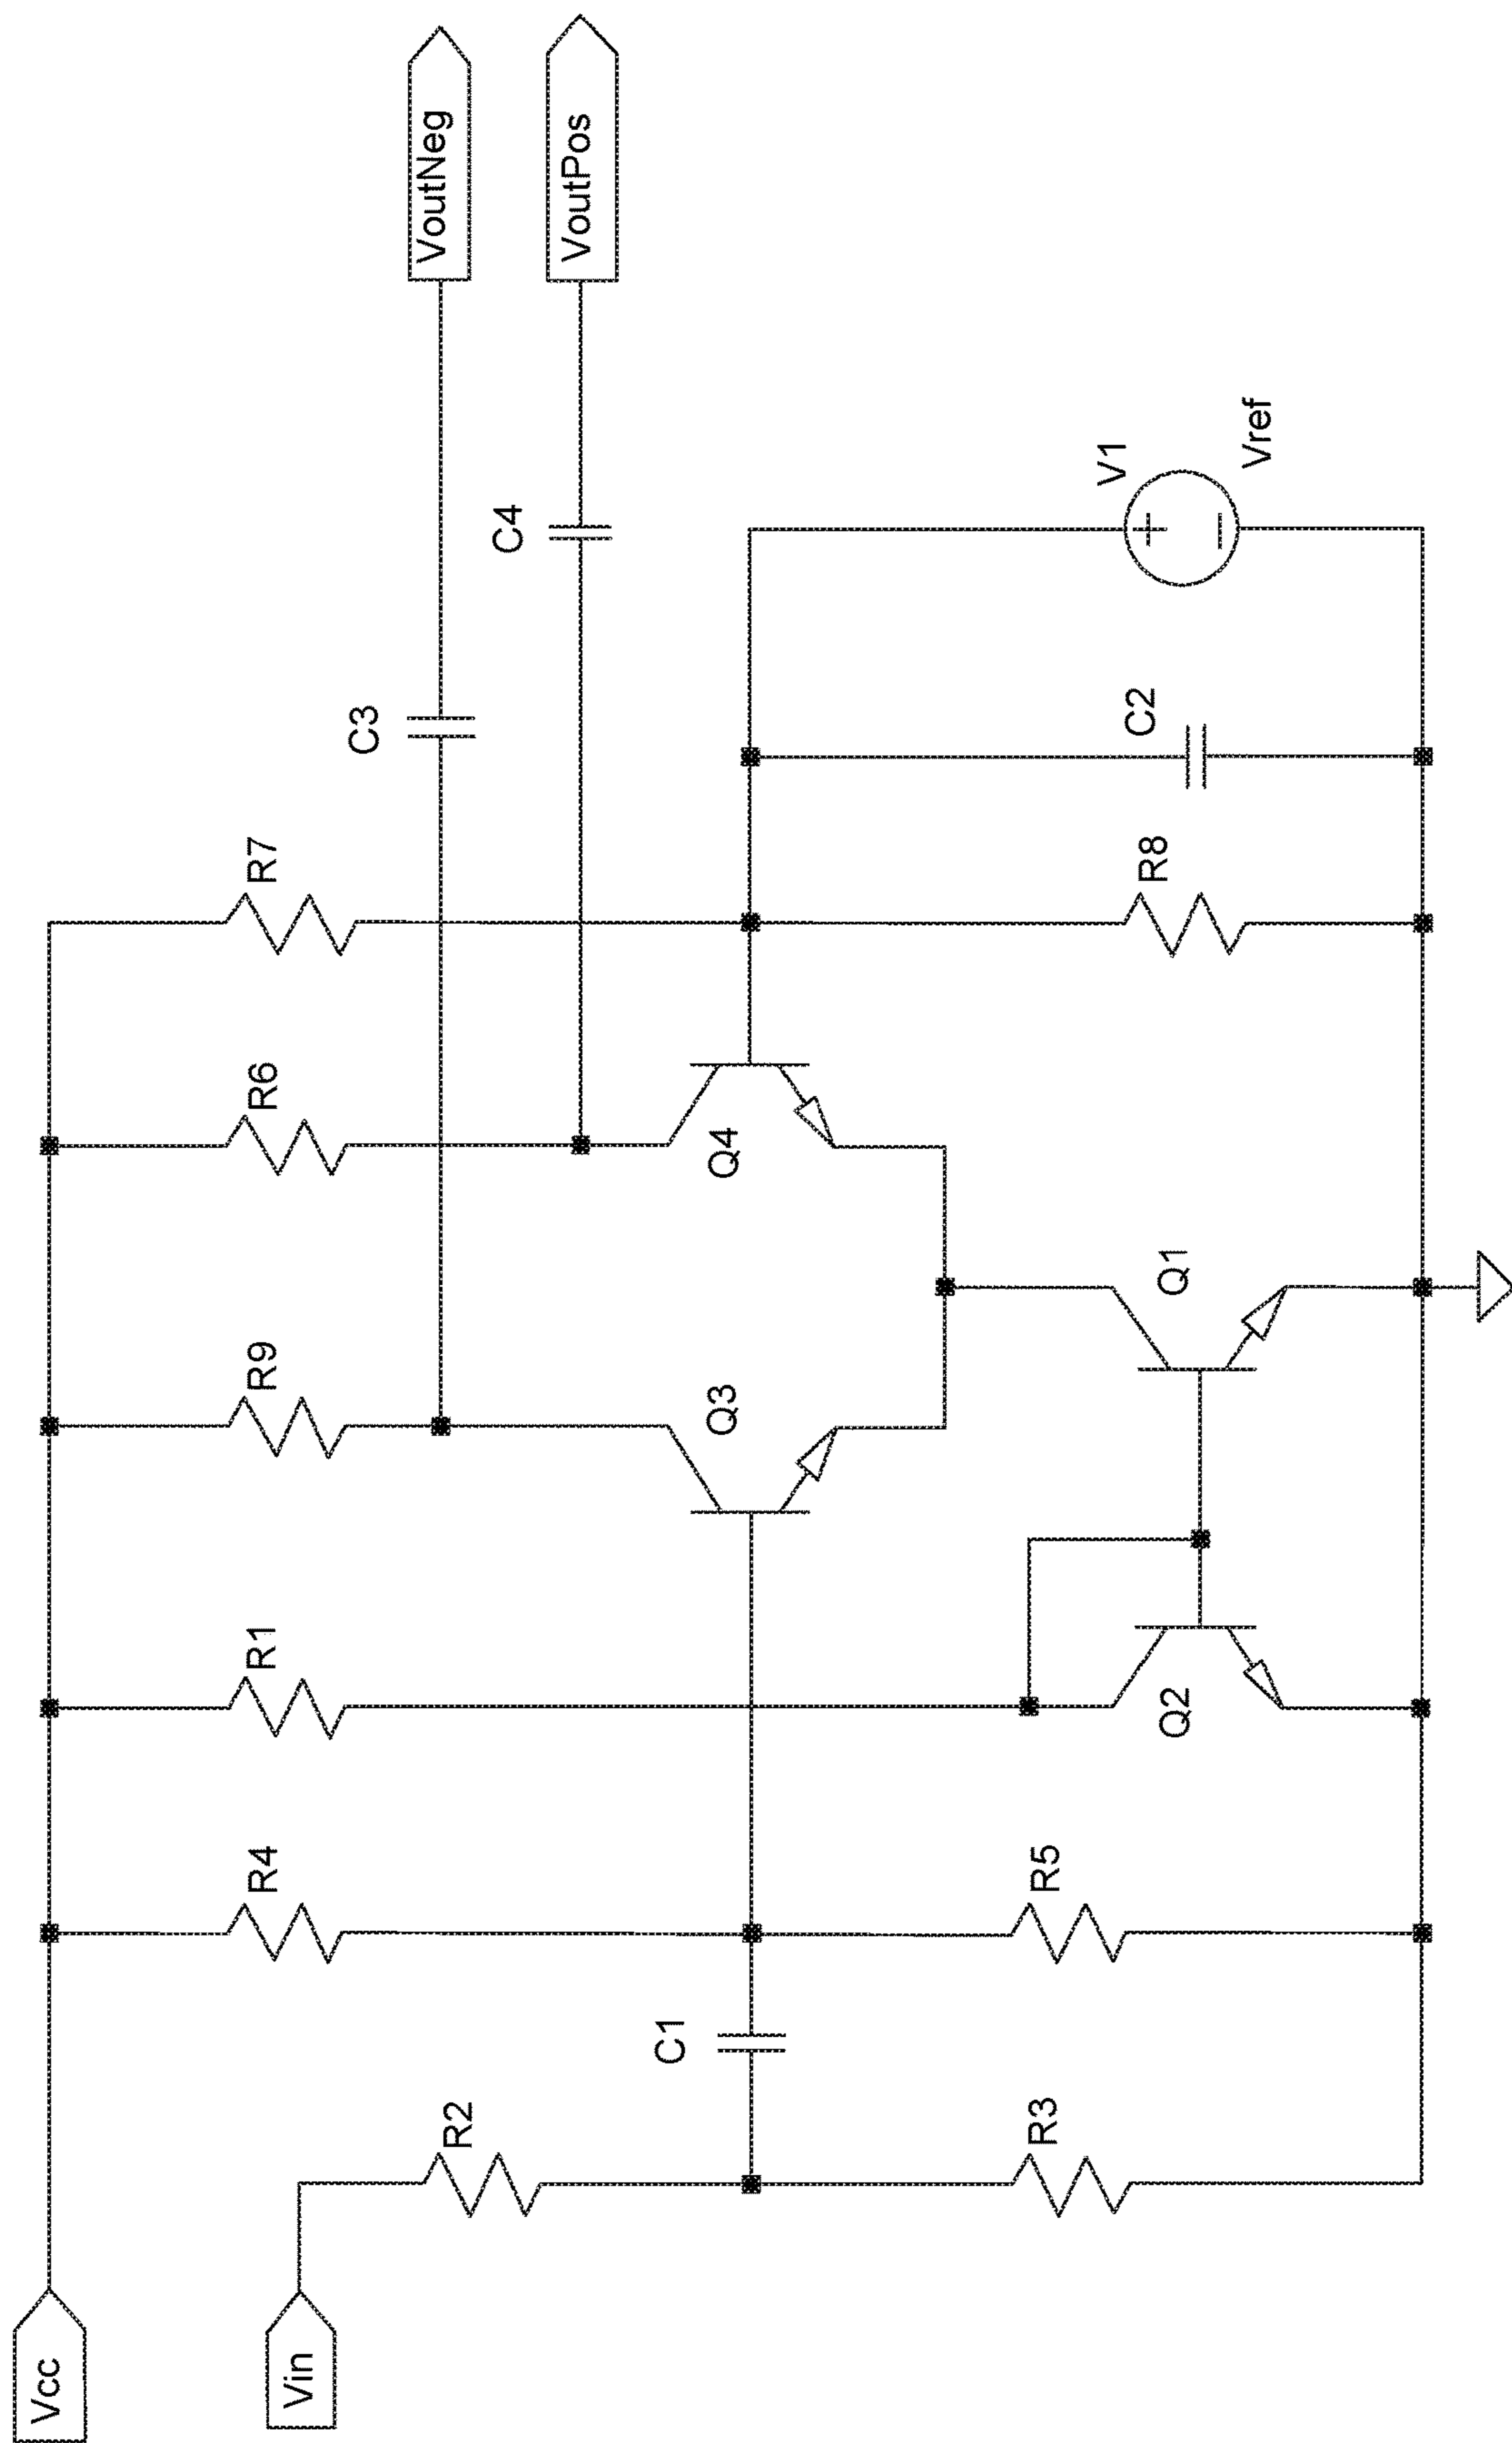 Vcc
Vin
R2
R3
C1
R4
R5
R1
Q2
Q3
Q1
R9
R6
Q4
R7
R8
C3
C2
C4
V1
Vref
VoutNeg
VoutPos